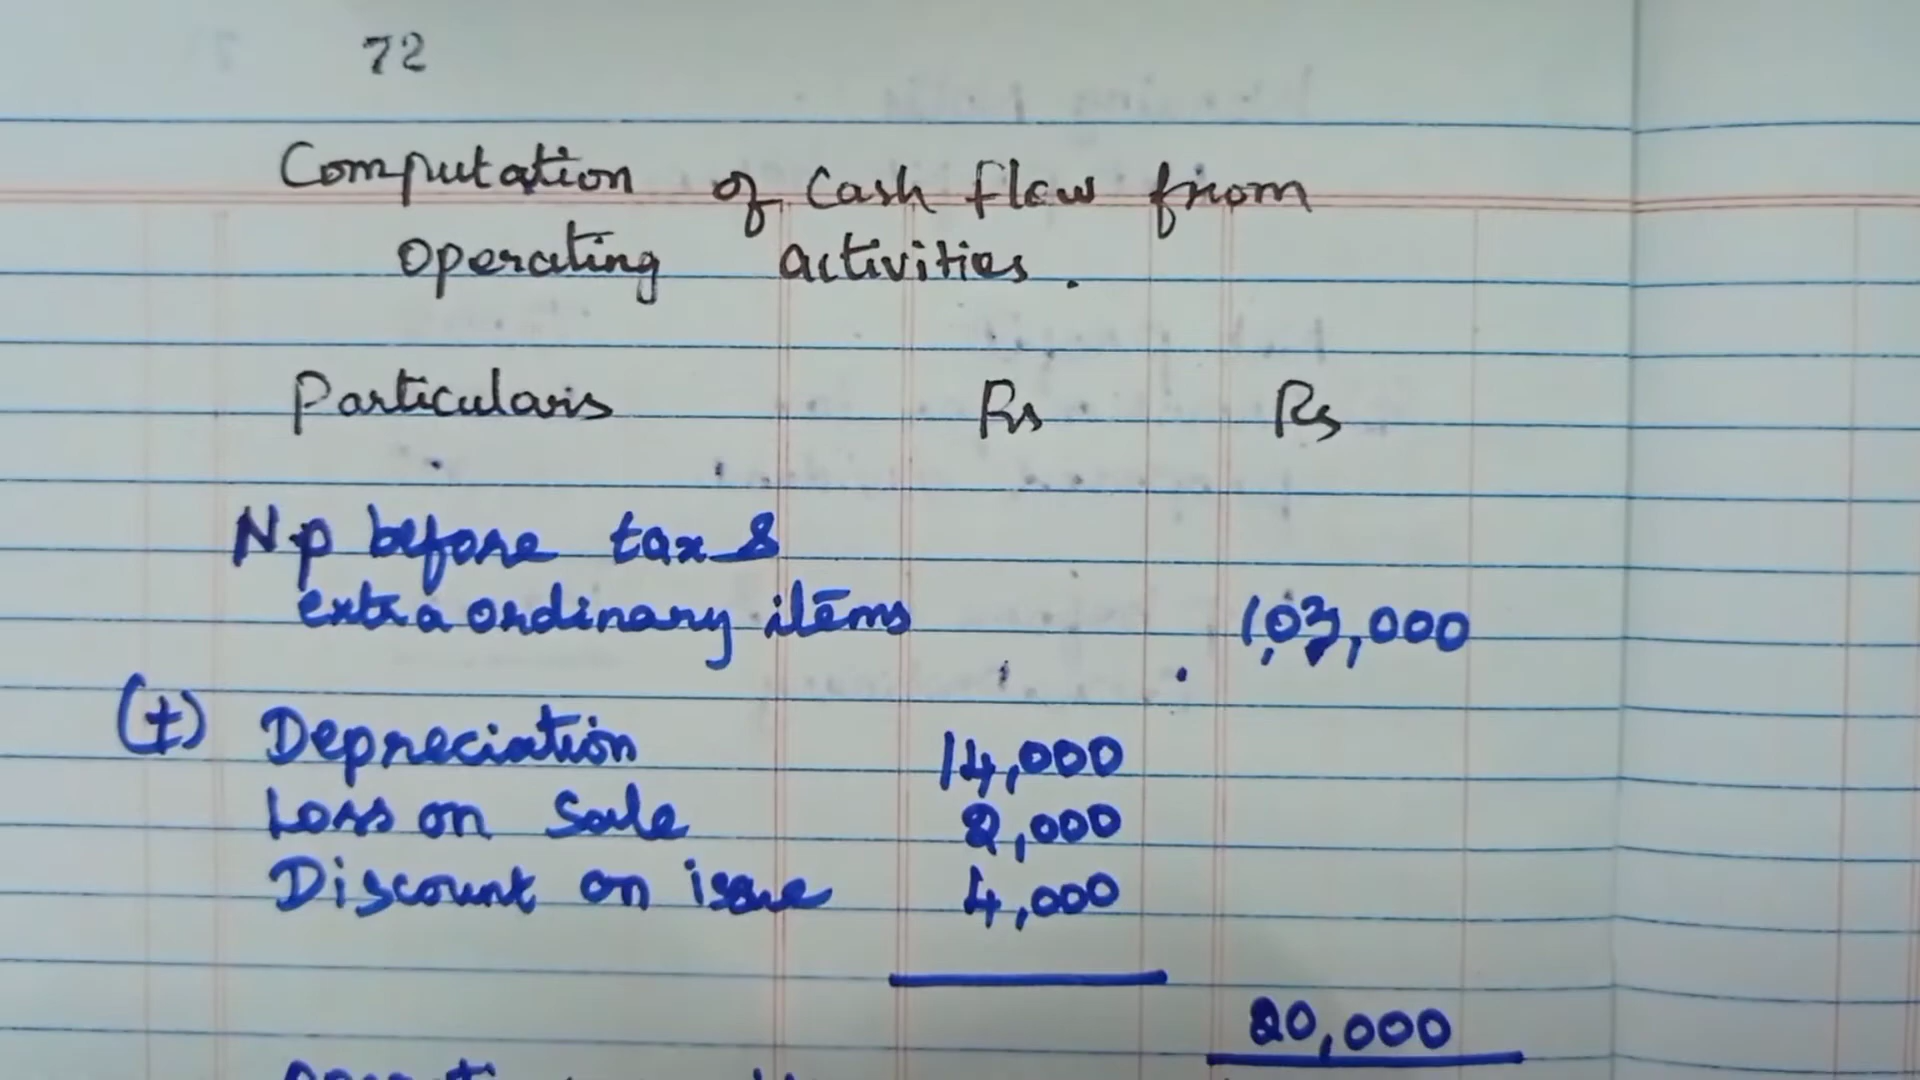 72
Computation of Cash flow from
Operating activities.
Particulars Rs Rs
N.p before tax &
extra ordinary items 1,03,000
(+) Depreciation 14,000
Loss on Sale 2,000
Discount on issue 4,000
20,000